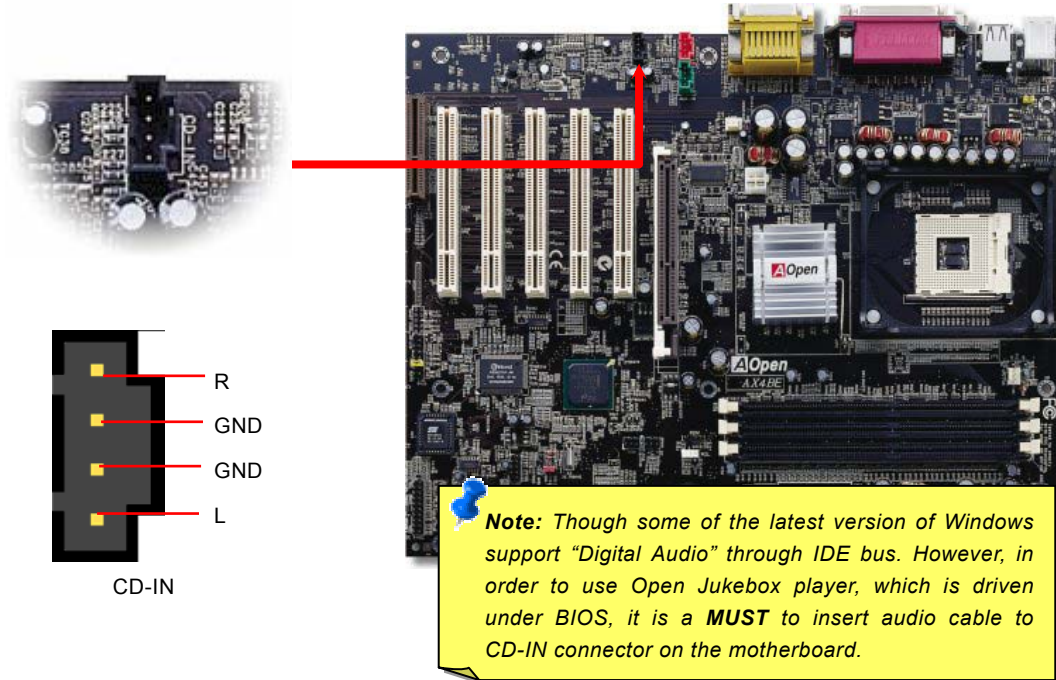 CD-IN
R
GND
GND
L
CD-IN
AOpen
AOpen
AX4BE
Note: Though some of the latest version of Windows
support “Digital Audio” through IDE bus. However, in
order to use Open Jukebox player, which is driven
under BIOS, it is a MUST to insert audio cable to
CD-IN connector on the motherboard.